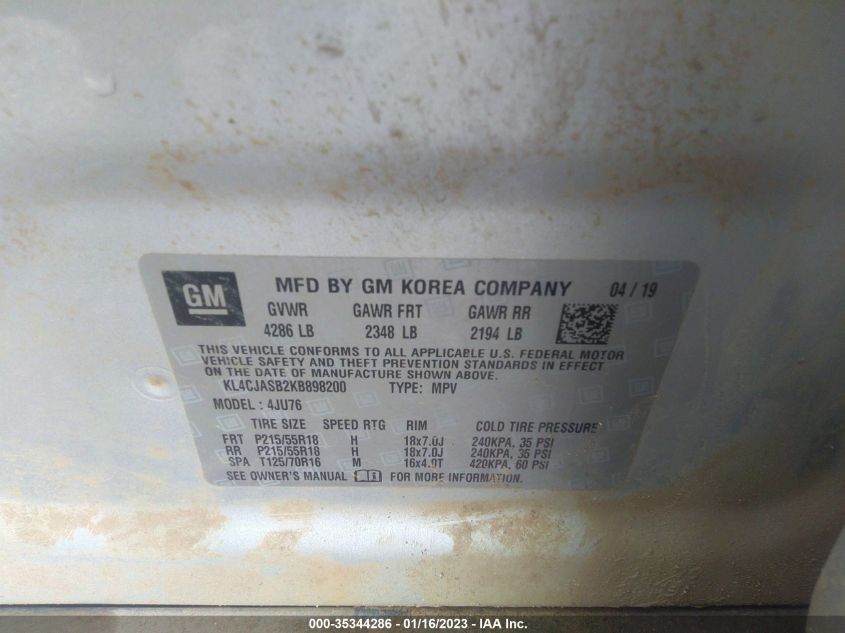 GM
MFD BY GM KOREA COMPANY 04 / 19
GVWR GAWR FRT GAWR RR
4286 LB 2348 LB 2194 LB
THIS VEHICLE CONFORMS TO ALL APPLICABLE U.S. FEDERAL MOTOR
VEHICLE SAFETY AND THEFT PREVENTION STANDARDS IN EFFECT
ON THE DATE OF MANUFACTURE SHOWN ABOVE.
KL4CJASB2KB898200 TYPE: MPV
MODEL : 4JU76
TIRE SIZE SPEED RTG RIM COLD TIRE PRESSURE
FRT P215/55R18 H 18x7.0J 240KPA, 35 PSI
RR P215/55R18 H 18x7.0J 240KPA, 35 PSI
SPA T125/70R16 M 16x4.0T 420KPA, 60 PSI
SEE OWNER'S MANUAL FOR MORE INFORMATION.
000-35344286 - 01/16/2023 - IAA Inc.